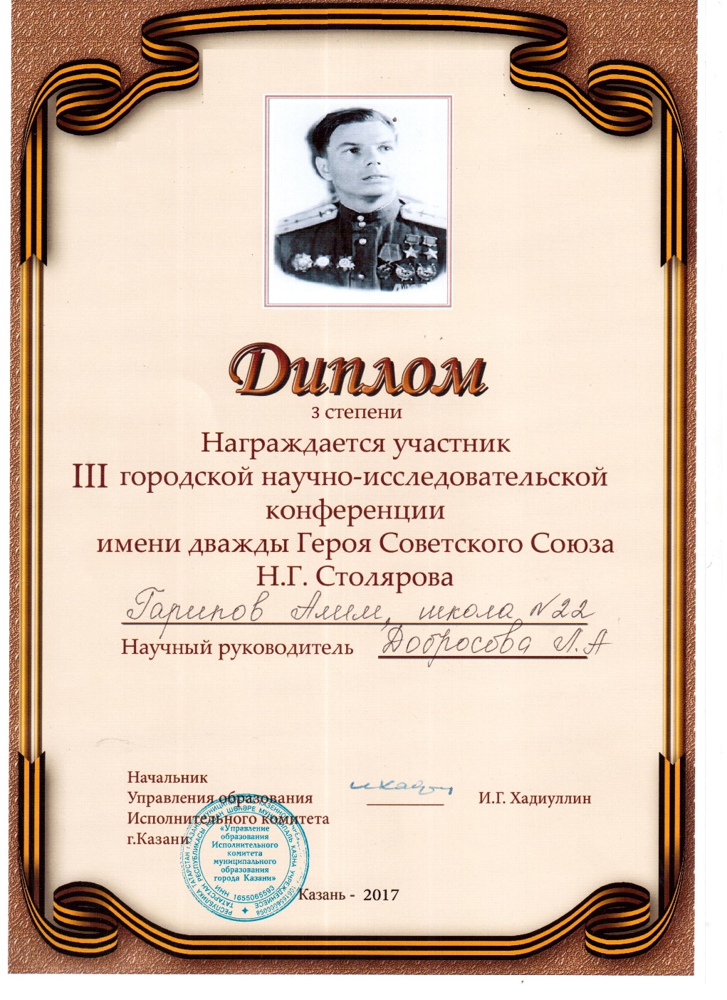 Диплом
3 степени
Награждается участник
III городской научно-исследовательской
конференции
имени дважды Героя Советского Союза
Н.Г. Столярова
Гарипов Алим, школа №22
Научный руководитель Добросова Л.А
Начальник
Управления образования
Исполнительного комитета
г.Казани
И.Г. Хадиуллин
«Управление
образования
Исполнительного
комитета
муниципального
образования
города Казани»
ИНН 1655065593
Казань - 2017